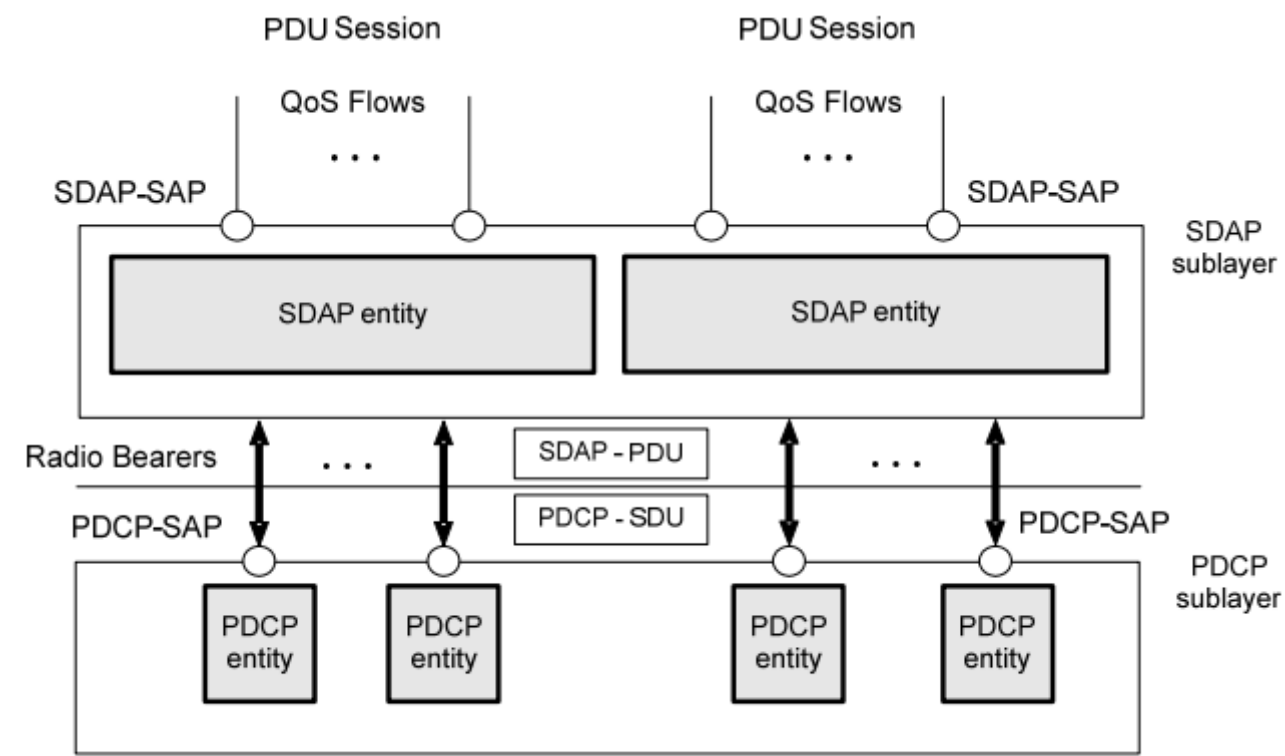 PDU Session
PDU Session
QoS Flows
QoS Flows
. . .
. . .
SDAP-SAP
SDAP-SAP
SDAP
sublayer
SDAP entity
SDAP entity
Radio Bearers
. . .
SDAP - PDU
. . .
PDCP-SAP
PDCP - SDU
PDCP-SAP
PDCP
sublayer
PDCP
entity
PDCP
entity
PDCP
entity
PDCP
entity